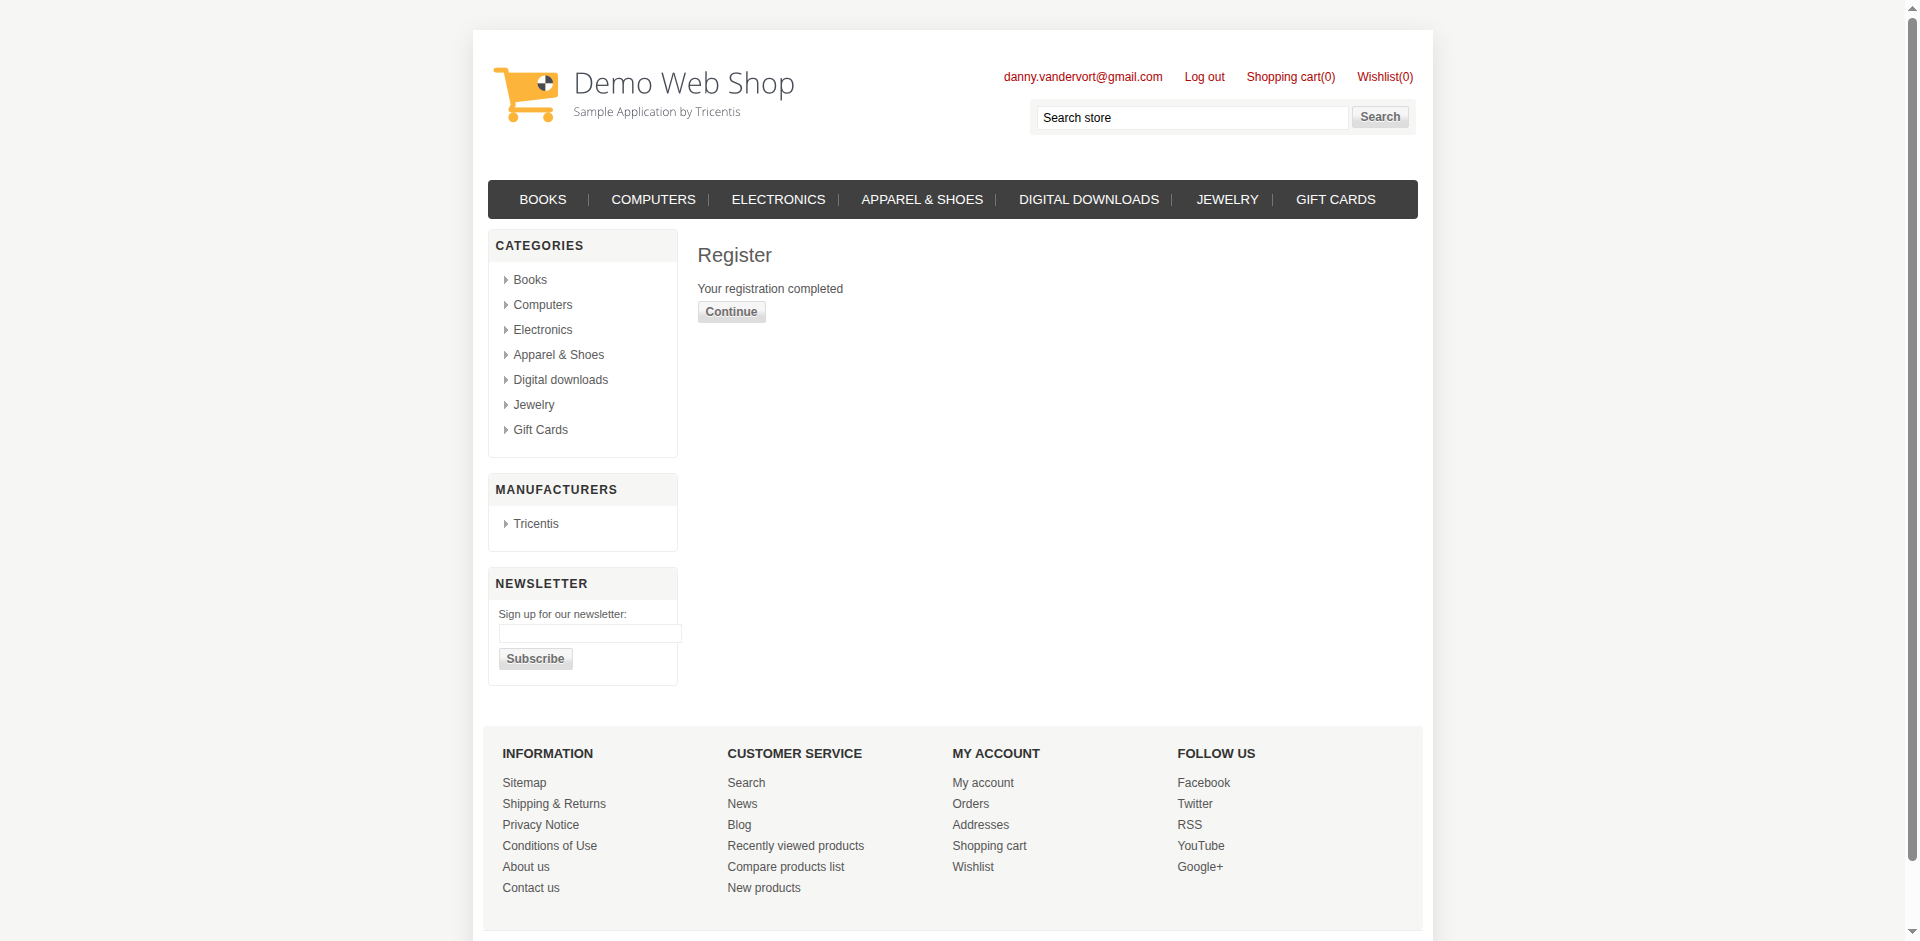 Demo Web Shop
Sample Application by Tricentis
danny.vandervort@gmail.com Log out Shopping cart(0) Wishlist(0)
Search store Search
BOOKS COMPUTERS ELECTRONICS APPAREL & SHOES DIGITAL DOWNLOADS JEWELRY GIFT CARDS
CATEGORIES
Books
Computers
Electronics
Apparel & Shoes
Digital downloads
Jewelry
Gift Cards
MANUFACTURERS
Tricentis
NEWSLETTER
Sign up for our newsletter:
Subscribe
Register
Your registration completed
Continue
INFORMATION
Sitemap
Shipping & Returns
Privacy Notice
Conditions of Use
About us
Contact us
CUSTOMER SERVICE
Search
News
Blog
Recently viewed products
Compare products list
New products
MY ACCOUNT
My account
Orders
Addresses
Shopping cart
Wishlist
FOLLOW US
Facebook
Twitter
RSS
YouTube
Google+